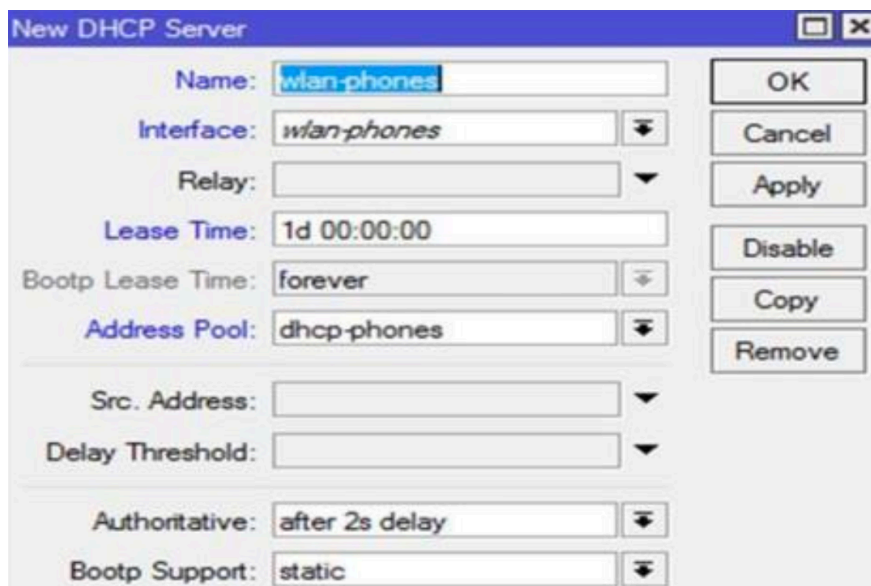 New DHCP Server
Name: wlan-phones OK
Interface: wlan-phones Cancel
Relay: Apply
Lease Time: 1d 00:00:00
Disable
Bootp Lease Time: forever
Copy
Address Pool: dhcp-phones
Remove
Src. Address:
Delay Threshold:
Authoritative: after 2s delay
Bootp Support: static